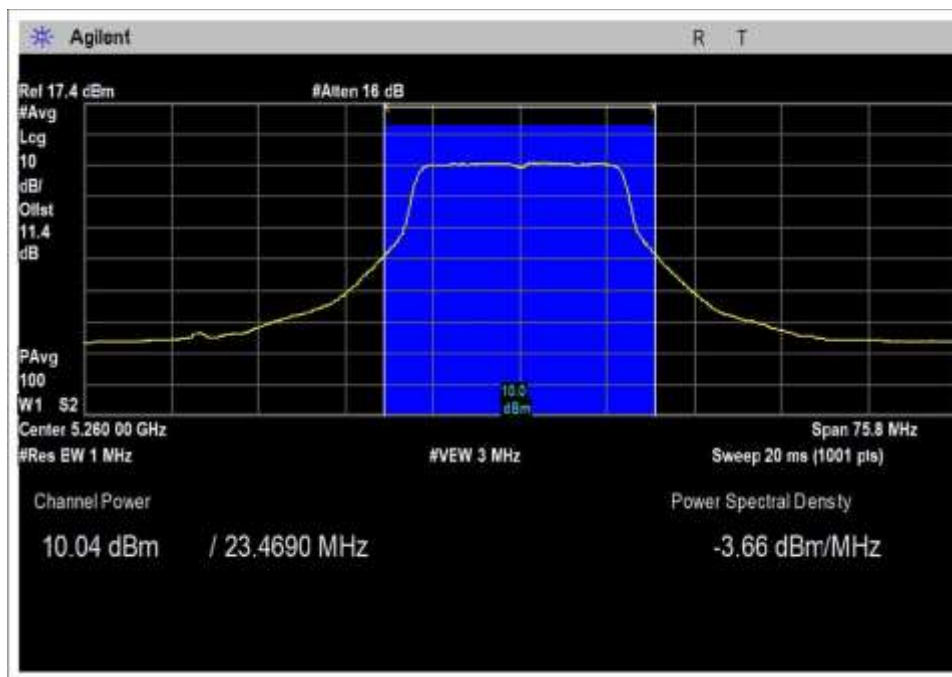 Agilent R T
Ref 17.4 dBm #Atten 16 dB
#Avg
Log
10
dB/
Offst
11.4
dB
PAvg
100
W1 S2
10.0
dBm
Center 5.260 00 GHz Span 75.8 MHz
#Res BW 1 MHz #VBW 3 MHz Sweep 20 ms (1001 pts)
Channel Power Power Spectral Density
10.04 dBm / 23.4690 MHz -3.66 dBm/MHz